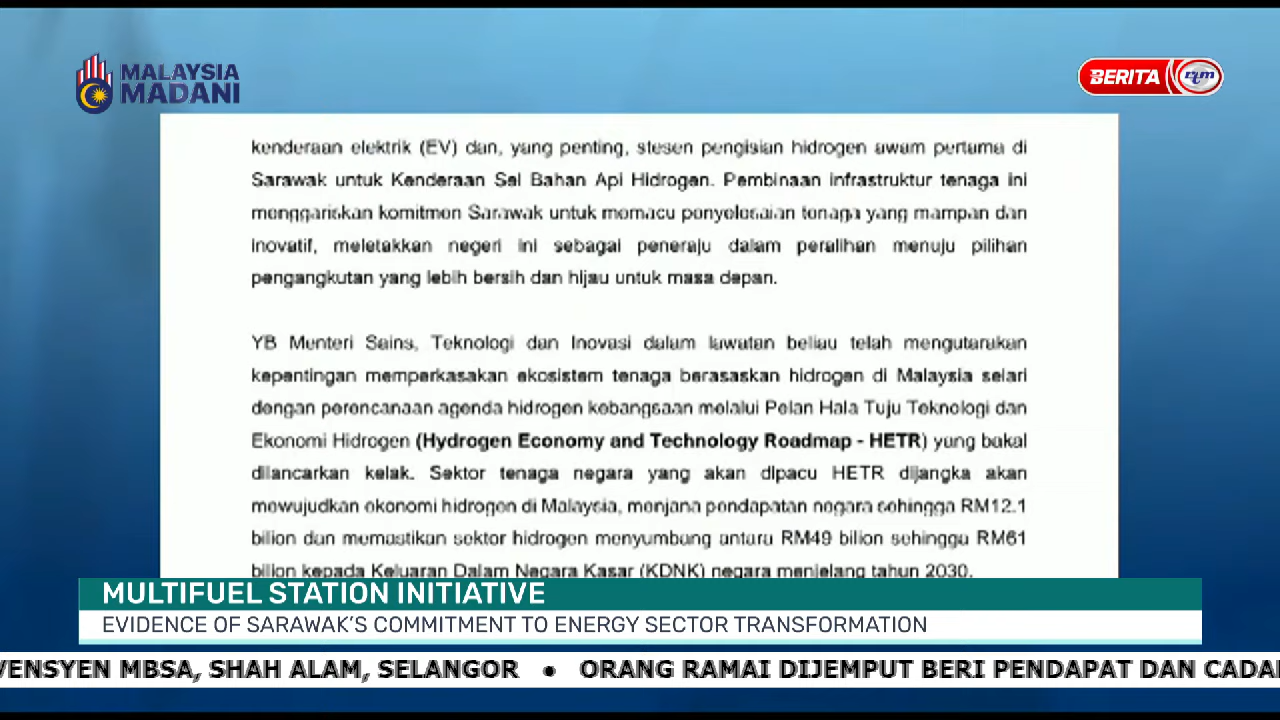 MALAYSIA
MADANI
BERITA rtm
kenderaan elektrik (EV) dan, yang penting, stesen pengisian hidrogen awam pertama di
Sarawak untuk Kenderaan Sel Bahan Api Hidrogen. Pembinaan infrastruktur tenaga ini
menggariskan komitmen Sarawak untuk memacu penyelesaian tenaga yang mampan dan
inovatif, meletakkan negeri ini sebagai peneraju dalam peralihan menuju pilihan
pengangkutan yang lebih bersih dan hijau untuk masa depan.
YB Menteri Sains, Teknologi dan Inovasi dalam lawatan beliau telah mengutarakan
kepentingan memperkasakan ekosistem tenaga berasaskan hidrogen di Malaysia selari
dengan perencanaan agenda hidrogen kebangsaan melalui Pelan Hala Tuju Teknologi dan
Ekonomi Hidrogen (Hydrogen Economy and Technology Roadmap - HETR) yang bakal
dilancarkan kelak. Sektor tenaga negara yang akan dipacu HETR dijangka akan
mewujudkan ekonomi hidrogen di Malaysia, menjana pendapatan negara sehingga RM12.1
bilion dan memastikan sektor hidrogen menyumbang antara RM49 bilion sehingga RM61
bilion kepada Keluaran Dalam Negara Kasar (KDNK) negara menjelang tahun 2030.
MULTIFUEL STATION INITIATIVE
EVIDENCE OF SARAWAK'S COMMITMENT TO ENERGY SECTOR TRANSFORMATION
VENSYEN MBSA, SHAH ALAM, SELANGOR • ORANG RAMAI DIJEMPUT BERI PENDAPAT DAN CADA